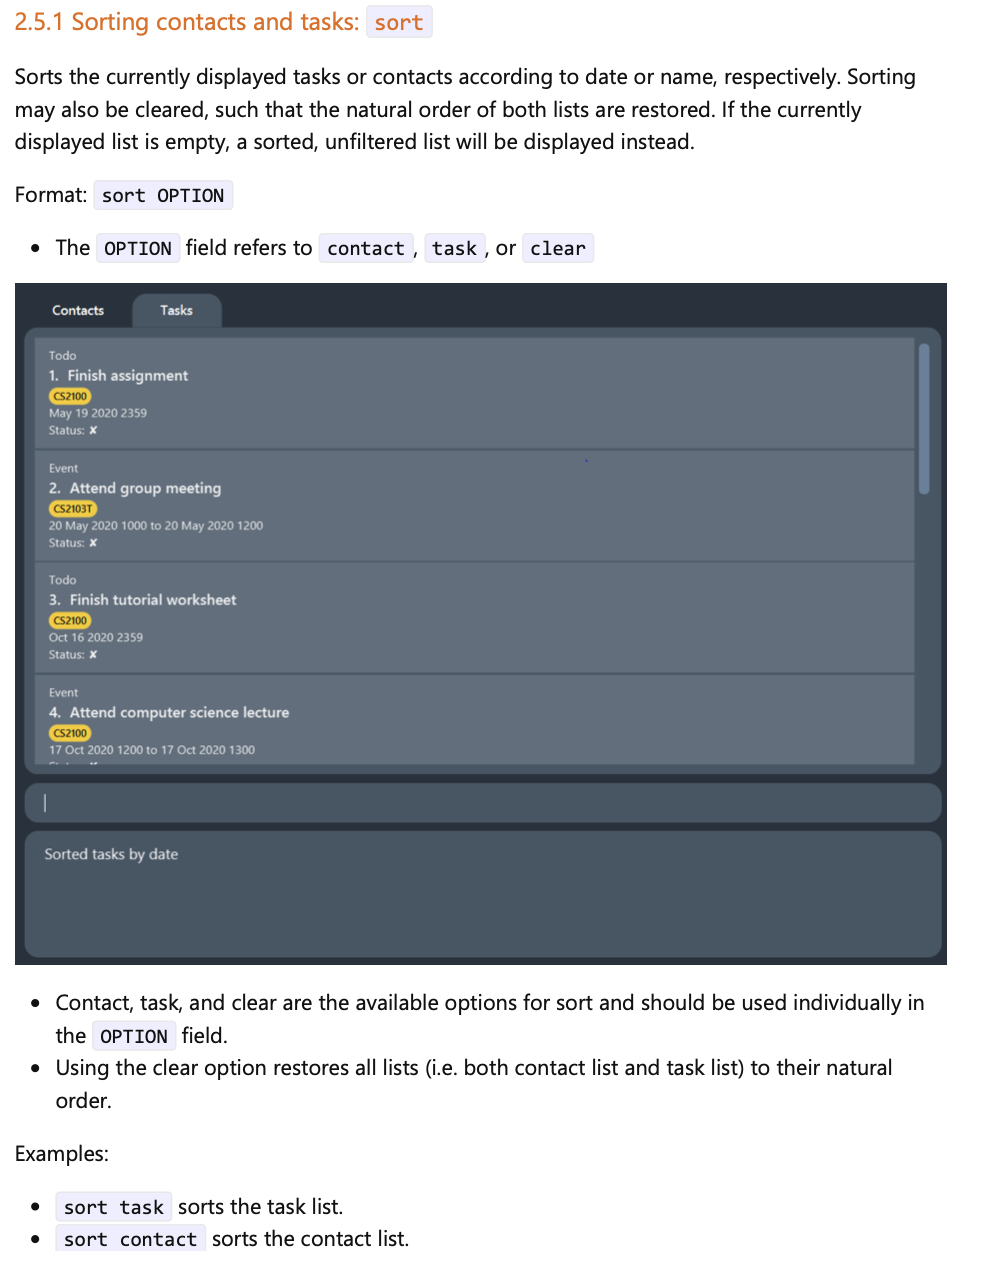 2.5.1 Sorting contacts and tasks: sort
Sorts the currently displayed tasks or contacts according to date or name, respectively. Sorting
may also be cleared, such that the natural order of both lists are restored. If the currently
displayed list is empty, a sorted, unfiltered list will be displayed instead.
Format: sort OPTION
• The OPTION field refers to contact , task , or clear
Contacts Tasks
Todo
1. Finish assignment
CS2100
May 19 2020 2359
Status: ✘
Event
2. Attend group meeting
CS2103T
20 May 2020 1000 to 20 May 2020 1200
Status: ✘
Todo
3. Finish tutorial worksheet
CS2100
Oct 16 2020 2359
Status: ✘
Event
4. Attend computer science lecture
CS2100
17 Oct 2020 1200 to 17 Oct 2020 1300
Sorted tasks by date
• Contact, task, and clear are the available options for sort and should be used individually in
the OPTION field.
• Using the clear option restores all lists (i.e. both contact list and task list) to their natural
order.
Examples:
• sort task sorts the task list.
• sort contact sorts the contact list.